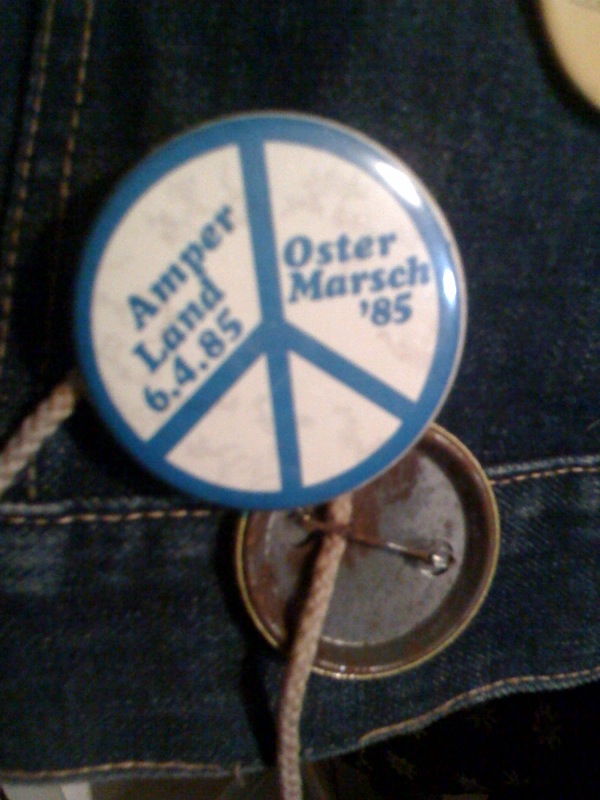 Amper
Land
6.4.85
Oster
Marsch
'85